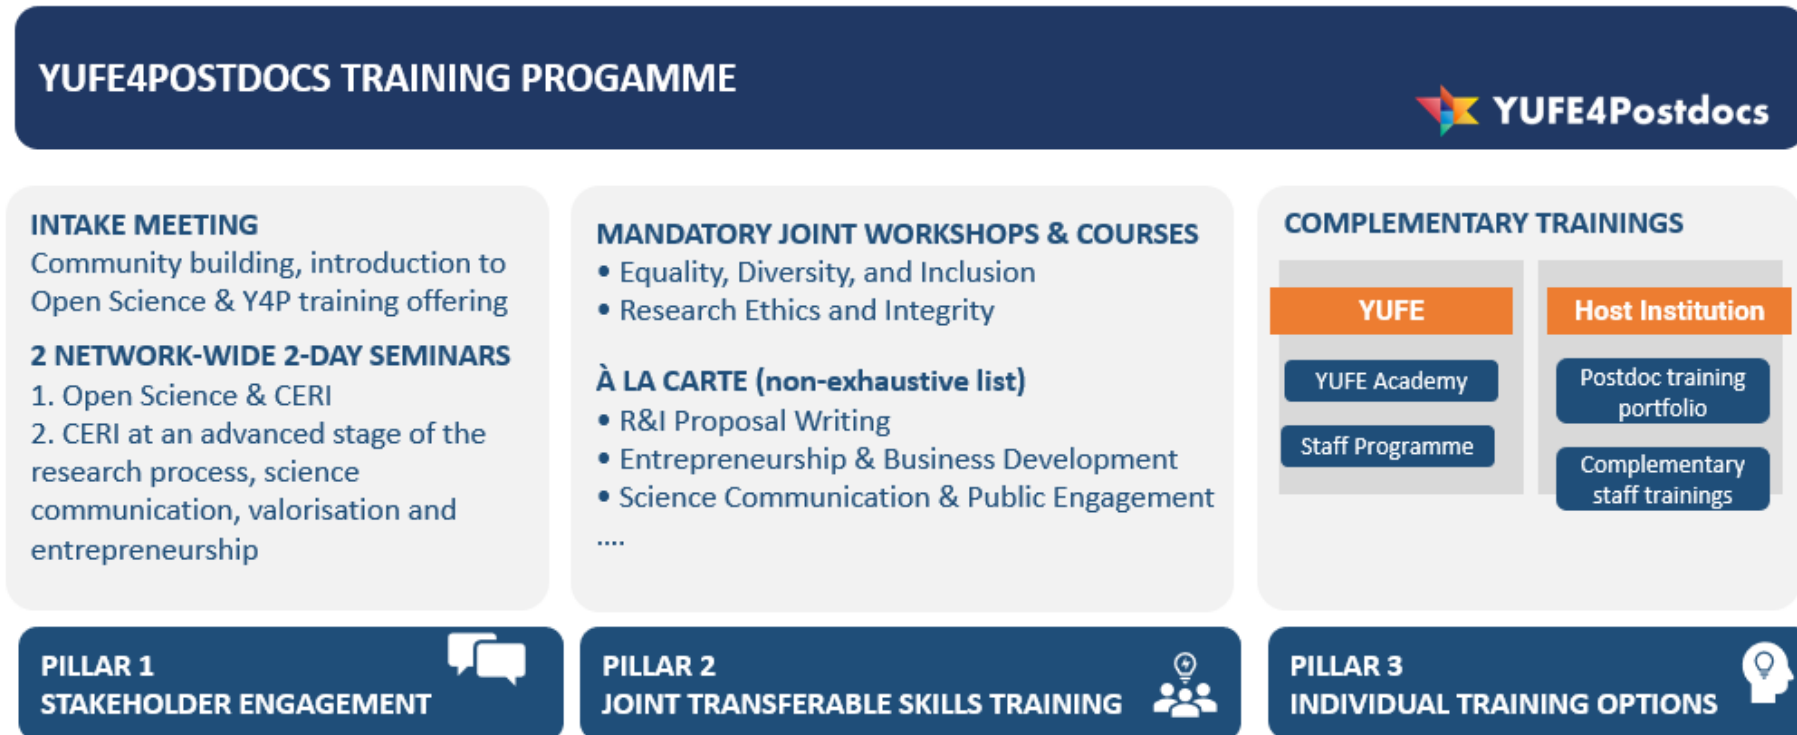 YUFE4POSTDOCS TRAINING PROGAMME
YUFE4Postdocs
INTAKE MEETING
Community building, introduction to
Open Science & Y4P training offering
2 NETWORK-WIDE 2-DAY SEMINARS
1. Open Science & CERI
2. CERI at an advanced stage of the
research process, science
communication, valorisation and
entrepreneurship
PILLAR 1
STAKEHOLDER ENGAGEMENT
MANDATORY JOINT WORKSHOPS & COURSES
• Equality, Diversity, and Inclusion
• Research Ethics and Integrity
À LA CARTE (non-exhaustive list)
• R&I Proposal Writing
• Entrepreneurship & Business Development
• Science Communication & Public Engagement
....
PILLAR 2
JOINT TRANSFERABLE SKILLS TRAINING
COMPLEMENTARY TRAININGS
YUFE
YUFE Academy
Staff Programme
Host Institution
Postdoc training
portfolio
Complementary
staff trainings
PILLAR 3
INDIVIDUAL TRAINING OPTIONS